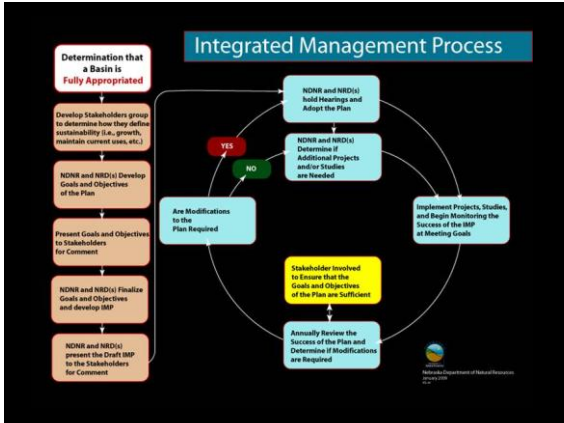 Integrated Management Process
Determination that
a Basin is
Fully Appropriated
Develop Stakeholders group
to determine how they define
sustainability (i.e., growth,
maintain current uses, etc.)
NDNR and NRD(s) Develop
Goals and Objectives
of the Plan
Present Goals and Objectives
to Stakeholders
for Comment
NDNR and NRD(s) Finalize
Goals and Objectives
and develop IMP
NDNR and NRD(s)
present the Draft IMP
to the Stakeholders
for Comment
NDNR and NRD(s)
hold Hearings and
Adopt the Plan
YES
NDNR and NRD(s)
Determine if
Additional Projects
and/or Studies
are Needed
NO
Are Modifications
to the
Plan Required
Implement Projects, Studies,
and Begin Monitoring the
Success of the IMP
at Meeting Goals
Stakeholder Involved
to Ensure that the
Goals and Objectives
of the Plan are Sufficient
Annually Review the
Success of the Plan and
Determine if Modifications
are Required
Nebraska Department of Natural Resources
January 2009